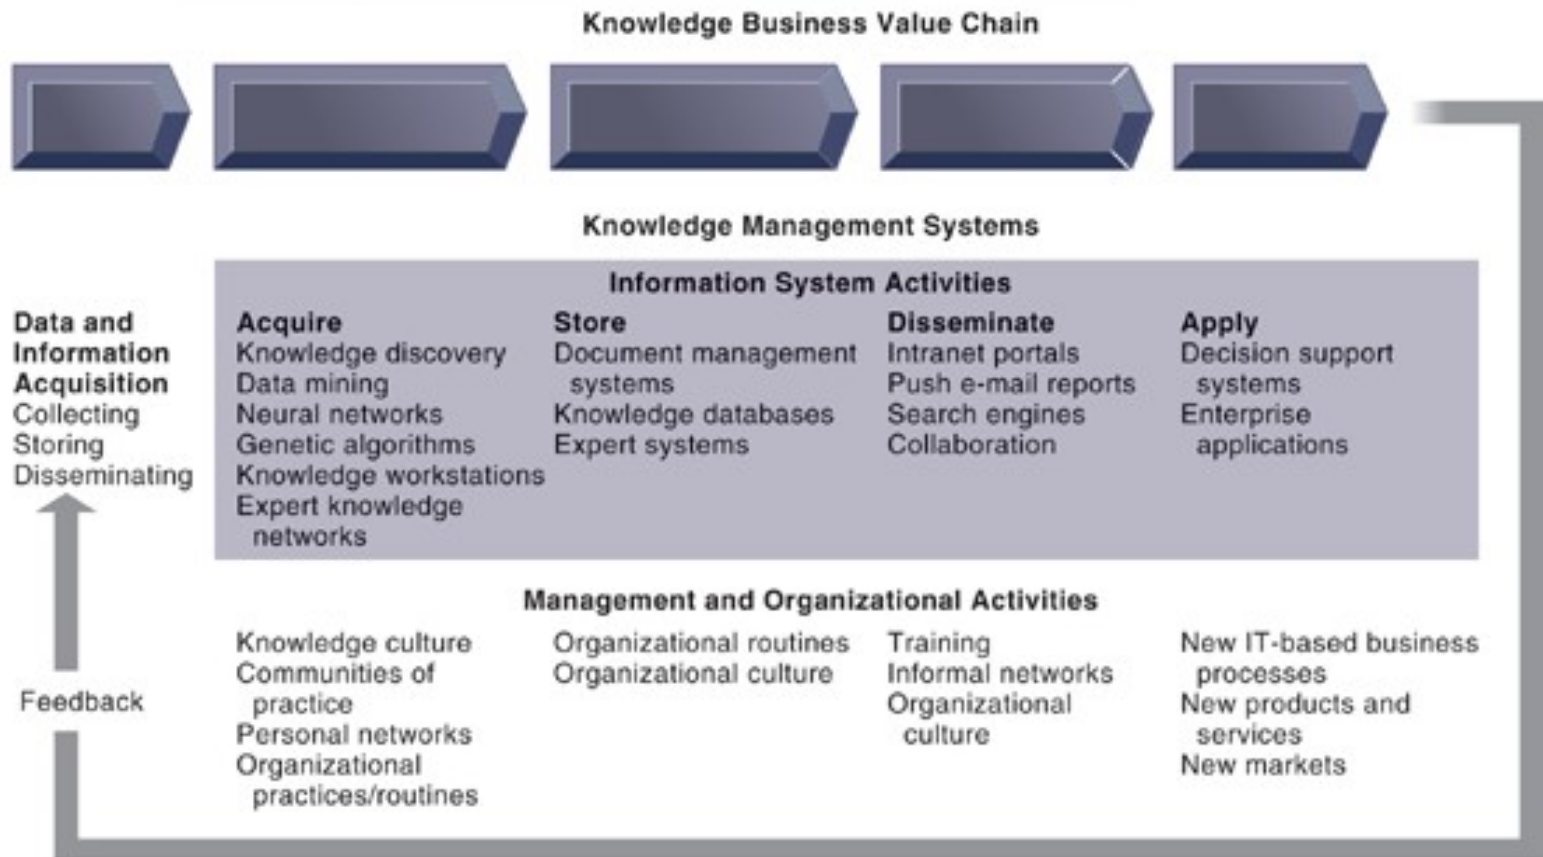 Knowledge Business Value Chain
Knowledge Management Systems
Information System Activities
Data and
Information
Acquisition
Collecting
Storing
Disseminating
Acquire
Knowledge discovery
Data mining
Neural networks
Genetic algorithms
Knowledge workstations
Expert knowledge
networks
Store
Document management
systems
Knowledge databases
Expert systems
Disseminate
Intranet portals
Push e-mail reports
Search engines
Collaboration
Apply
Decision support
systems
Enterprise
applications
Management and Organizational Activities
Knowledge culture
Communities of
practice
Personal networks
Organizational
practices/routines
Organizational routines
Organizational culture
Training
Informal networks
Organizational
culture
New IT-based business
processes
New products and
services
New markets
Feedback